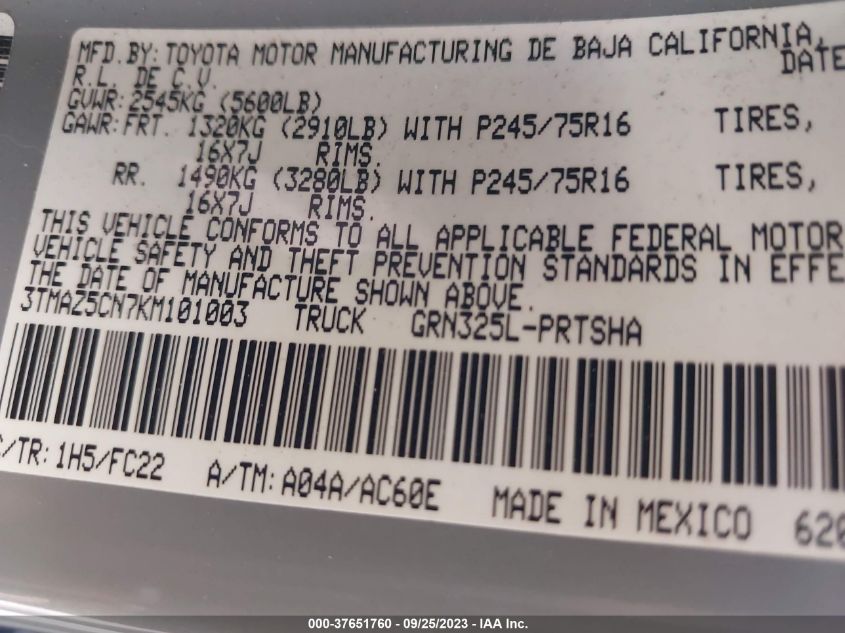 MFD.BY: TOYOTA MOTOR MANUFACTURING DE BAJA CALIFORNIA,
R.L. DE C.V. DATE
GVWR: 2545KG (5600LB)
GAWR: FRT. 1320KG (2910LB) WITH P245/75R16 TIRES,
16X7J RIMS.
RR. 1490KG (3280LB) WITH P245/75R16 TIRES,
16X7J RIMS.
THIS VEHICLE CONFORMS TO ALL APPLICABLE FEDERAL MOTOR
VEHICLE SAFETY AND THEFT PREVENTION STANDARDS IN EFFE
THE DATE OF MANUFACTURE SHOWN ABOVE.
3TMAZ5CN7KM101003 TRUCK GRN325L-PRTSHA
C/TR: 1H5/FC22 A/TM: A04A/AC60E MADE IN MEXICO 620
000-37651760 - 09/25/2023 - IAA Inc.